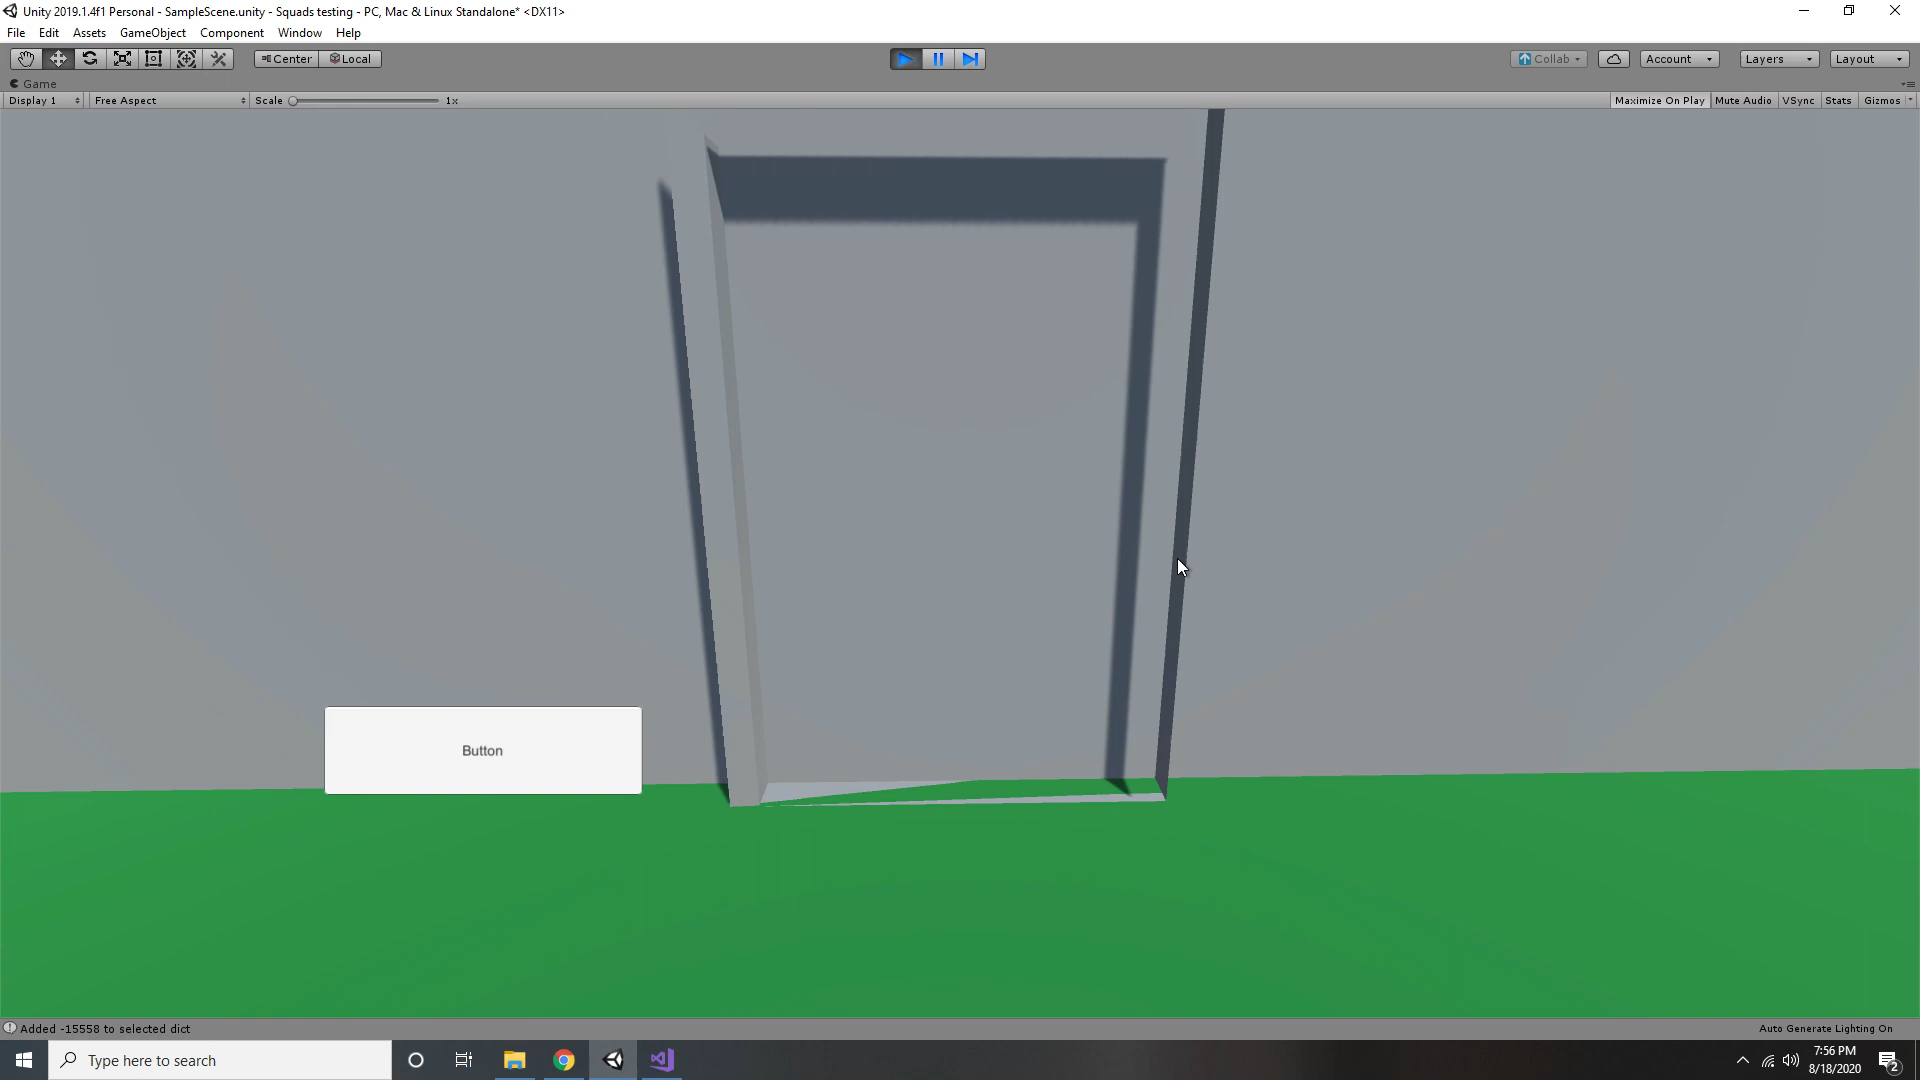 Unity 2019.1.4f1 Personal - SampleScene.unity - Squads testing - PC, Mac & Linux Standalone* <DX11>
File Edit Assets GameObject Component Window Help
Center Local Collab Account Layers Layout
Game
Display 1 Free Aspect Scale 1x Maximize On Play Mute Audio VSync Stats Gizmos
Button
Added -15558 to selected dict Auto Generate Lighting On
Type here to search
7:56 PM
8/18/2020
2